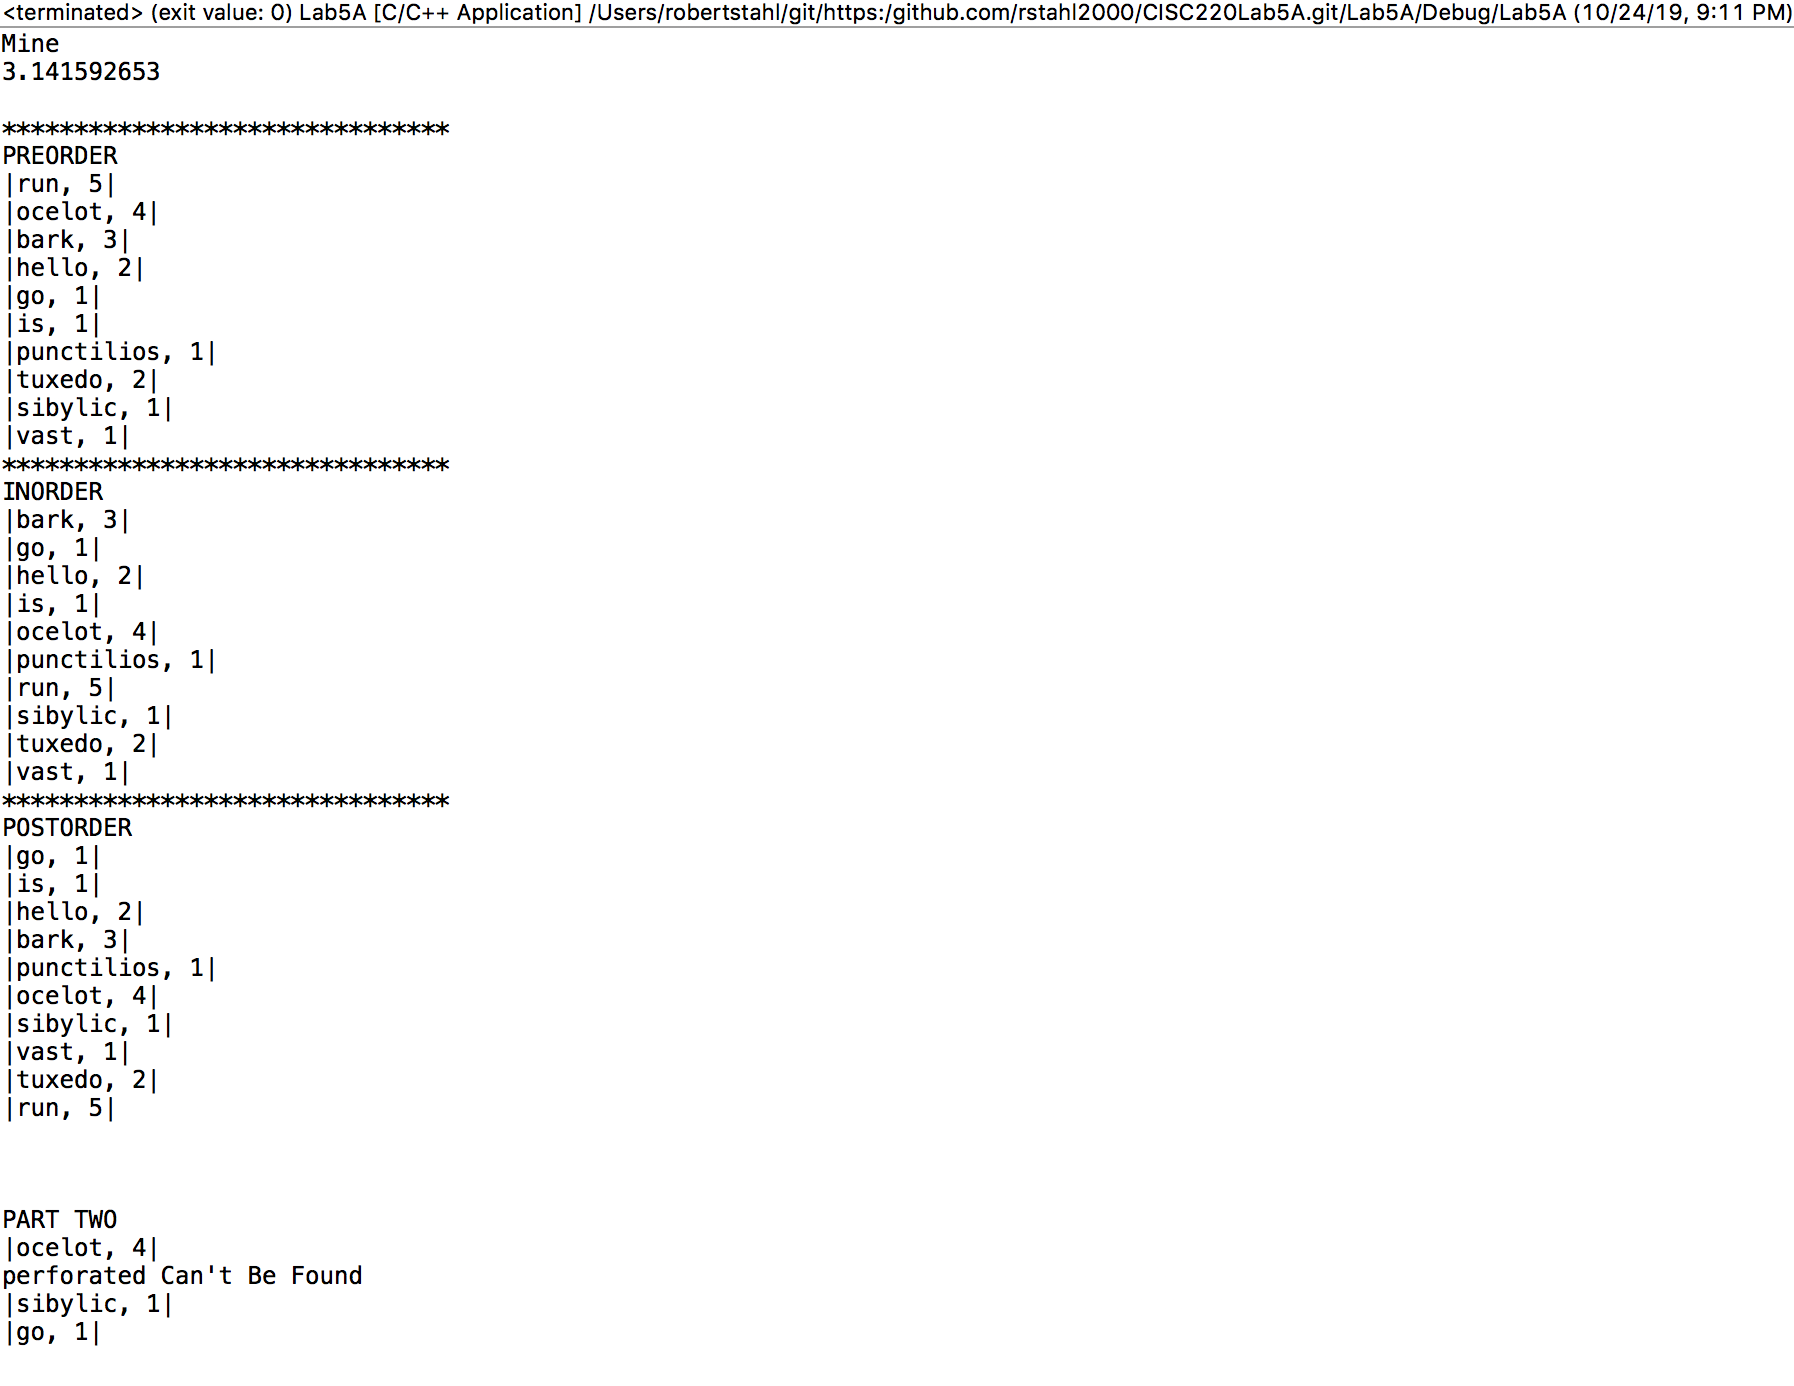 <terminated> (exit value: 0) Lab5A [C/C++ Application] /Users/robertstahl/git/https:/github.com/rstahl2000/CISC220Lab5A.git/Lab5A/Debug/Lab5A (10/24/19, 9:11 PM)
Mine
3.141592653
*******************************
PREORDER
|run, 5|
|ocelot, 4|
|bark, 3|
|hello, 2|
|go, 1|
|is, 1|
|punctilios, 1|
|tuxedo, 2|
|sibylic, 1|
|vast, 1|
*******************************
INORDER
|bark, 3|
|go, 1|
|hello, 2|
|is, 1|
|ocelot, 4|
|punctilios, 1|
|run, 5|
|sibylic, 1|
|tuxedo, 2|
|vast, 1|
*******************************
POSTORDER
|go, 1|
|is, 1|
|hello, 2|
|bark, 3|
|punctilios, 1|
|ocelot, 4|
|sibylic, 1|
|vast, 1|
|tuxedo, 2|
|run, 5|
PART TWO
|ocelot, 4|
perforated Can't Be Found
|sibylic, 1|
|go, 1|